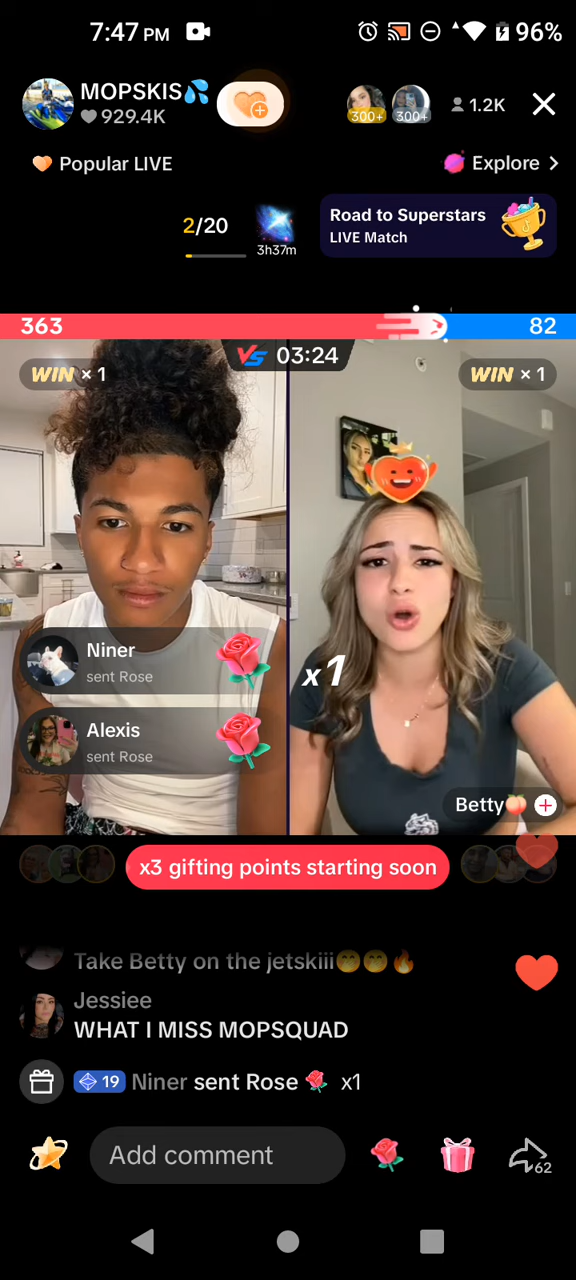 7:47 PM
96%
MOPSKIS💦
929.4K
300+
300+
1.2K
Popular LIVE
Explore >
2/20
3h37m
Road to Superstars
LIVE Match
363
82
VS 03:24
WIN × 1
WIN × 1
Niner
sent Rose
x1
Alexis
sent Rose
Betty🍑
x3 gifting points starting soon
Take Betty on the jetskiii🤭🤭🔥
Jessiee
WHAT I MISS MOPSQUAD
19 Niner sent Rose 🌹 x1
Add comment
62